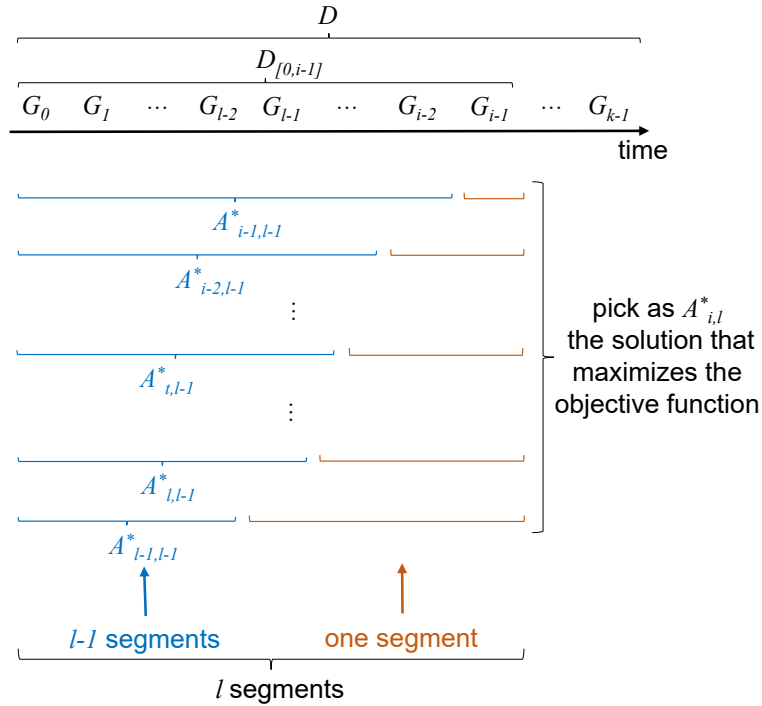 D
D[0,i-1]
G0 G1 ... Gl-2 Gl-1 ... Gi-2 Gi-1 ... Gk-1
time
A*i-1,l-1
A*i-2,l-1
⋮
A*t,l-1
⋮
A*l,l-1
A*l-1,l-1
pick as A*i,l
the solution that
maximizes the
objective function
l-1 segments one segment
l segments